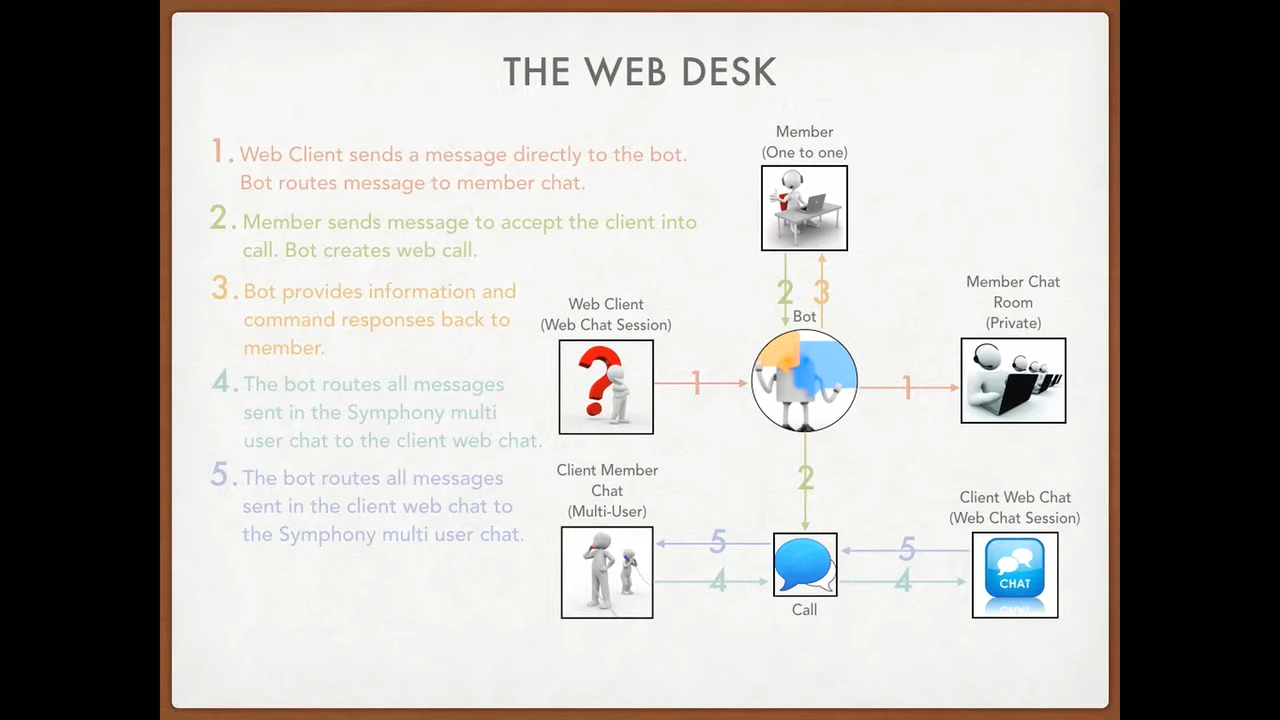 THE WEB DESK
1. Web Client sends a message directly to the bot.
Bot routes message to member chat.
2. Member sends message to accept the client into
call. Bot creates web call.
3. Bot provides information and
command responses back to
member.
4. The bot routes all messages
sent in the Symphony multi
user chat to the client web chat.
5. The bot routes all messages
sent in the client web chat to
the Symphony multi user chat.
Member
(One to one)
2 3
Bot
Web Client
(Web Chat Session)
1
1
Member Chat
Room
(Private)
2
Client Member
Chat
(Multi-User)
5
4
Call
5
4
Client Web Chat
(Web Chat Session)
CHAT